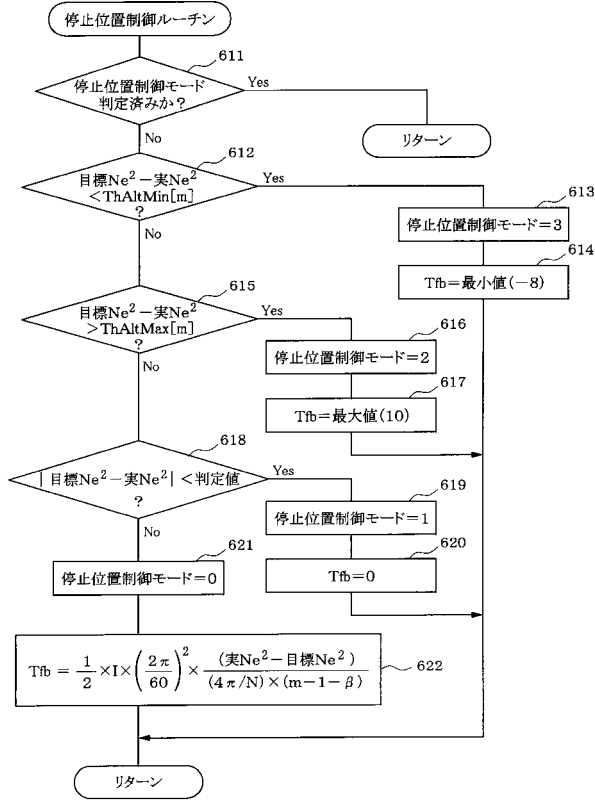 停止位置制御ルーチン
611
停止位置制御モード
判定済みか?
Yes
No
リターン
612
目標Ne²－実Ne²
＜ThAltMin[m]
?
Yes
No
613
停止位置制御モード＝3
614
Tfb＝最小値(－8)
615
目標Ne²－実Ne²
＞ThAltMax[m]
?
Yes
No
616
停止位置制御モード＝2
617
Tfb＝最大値(10)
618
| 目標Ne²－実Ne² | ＜判定値
?
Yes
No
619
停止位置制御モード＝1
620
Tfb＝0
621
停止位置制御モード＝0
Tfb = 1/2 ×I× (2π/60)² × (実Ne²－目標Ne²)/((4π/N)×(m－1－β))
622
リターン